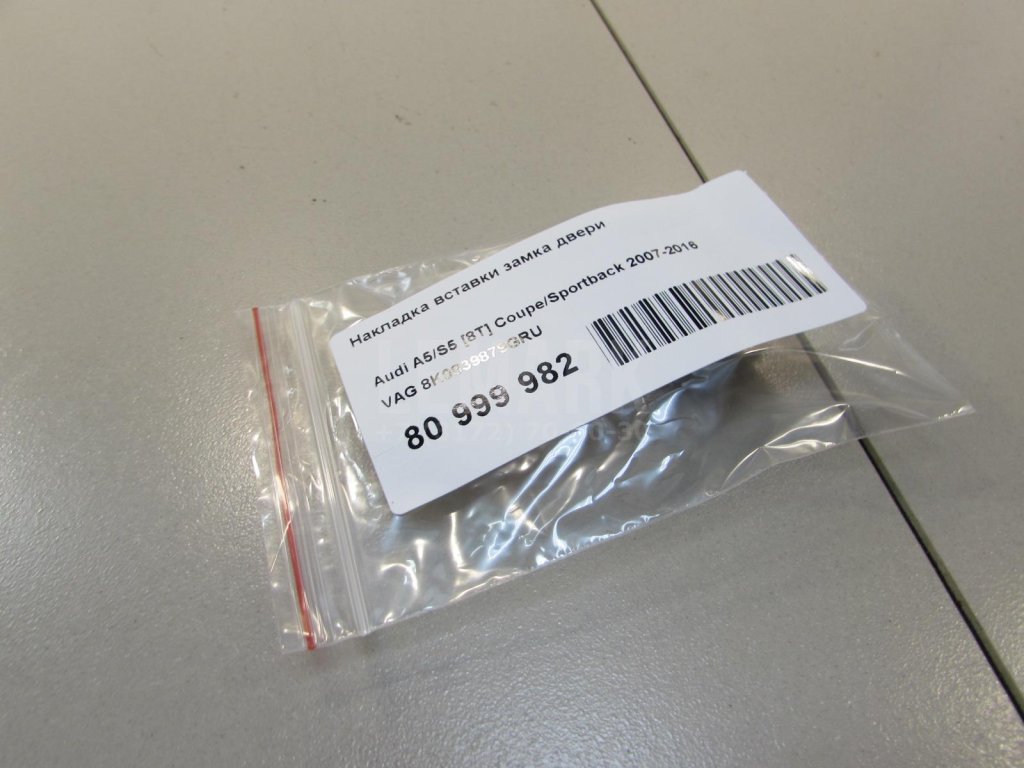 Накладка вставки замка двери
Audi A5/S5 [8T] Coupe/Sportback 2007-2016
VAG 8K0839879GRU
80 999 982